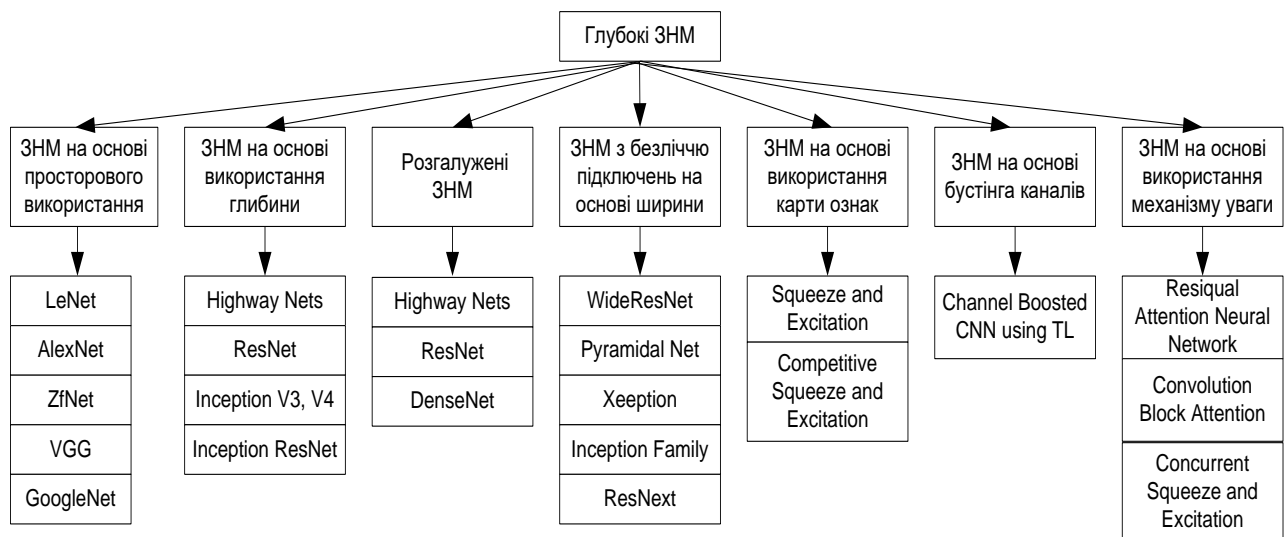 Глубокі ЗНМ
ЗНМ на основі
просторового
використання
ЗНМ на основі
використання
глибини
Розгалужені
ЗНМ
ЗНМ з безліччю
підключень на
основі ширини
ЗНМ на основі
використання
карти ознак
ЗНМ на основі
бустінга каналів
ЗНМ на основі
використання
механізму уваги
LeNet
AlexNet
ZfNet
VGG
GoogleNet
Highway Nets
ResNet
Inception V3, V4
Inception ResNet
Highway Nets
ResNet
DenseNet
WideResNet
Pyramidal Net
Xeeption
Inception Family
ResNext
Squeeze and
Excitation
Competitive
Squeeze and
Excitation
Channel Boosted
CNN using TL
Resiqual
Attention Neural
Network
Convolution
Block Attention
Concurrent
Squeeze and
Excitation